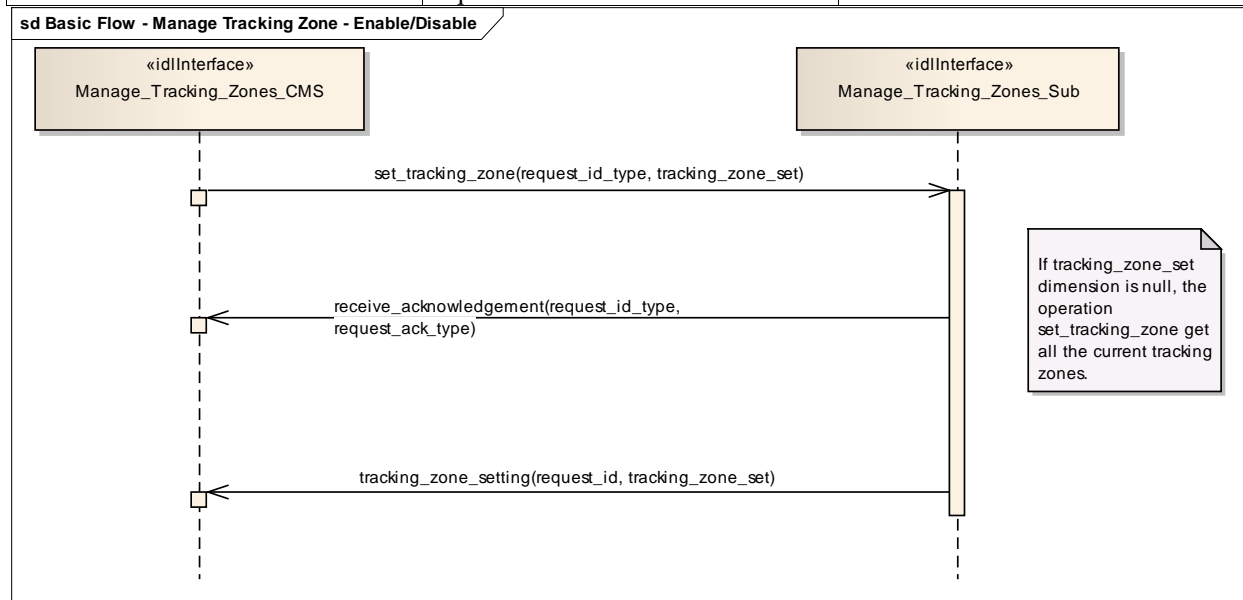 sd Basic Flow - Manage Tracking Zone - Enable/Disable
«idlInterface»
Manage_Tracking_Zones_CMS
«idlInterface»
Manage_Tracking_Zones_Sub
set_tracking_zone(request_id_type, tracking_zone_set)
If tracking_zone_set
dimension is null, the
operation
set_tracking_zone get
all the current tracking
zones.
receive_acknowledgement(request_id_type,
request_ack_type)
tracking_zone_setting(request_id, tracking_zone_set)